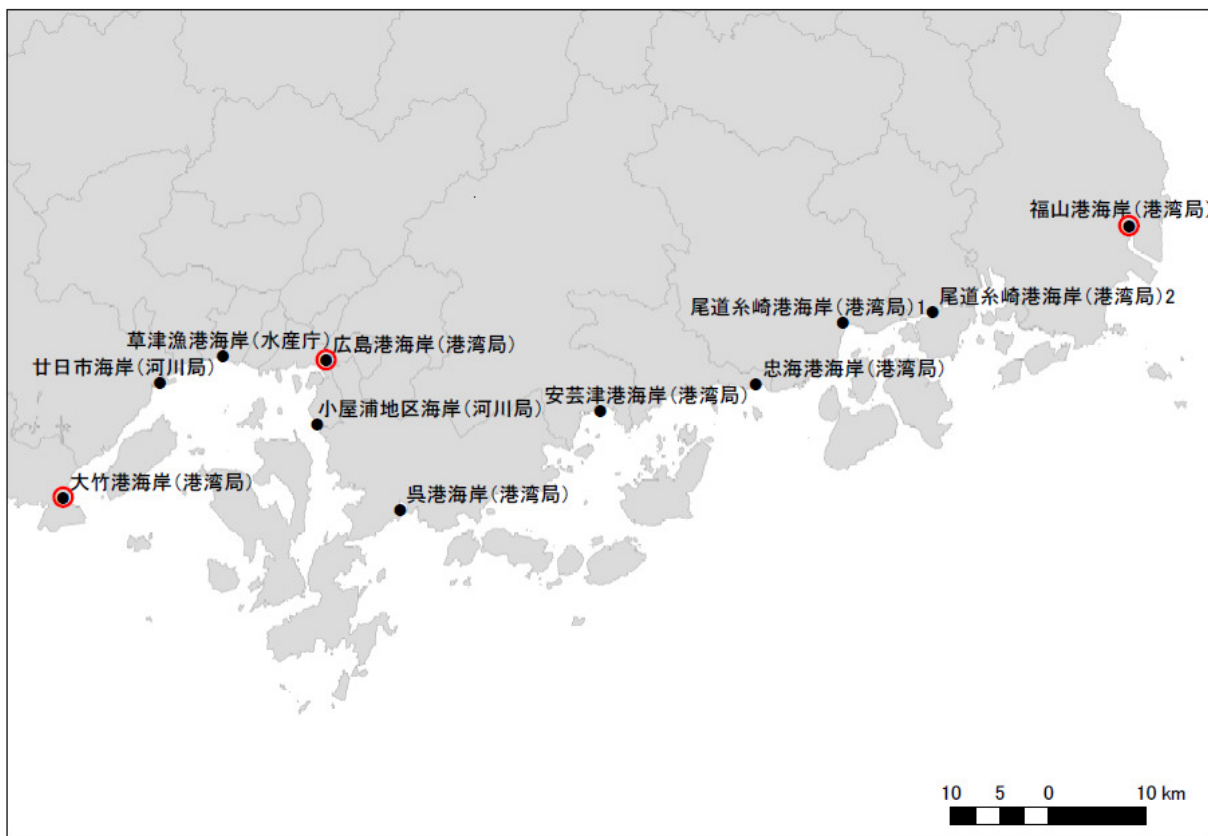 福山港海岸(港湾局)
尾道糸崎港海岸(港湾局)2
尾道糸崎港海岸(港湾局)1
草津漁港海岸(水産庁)
広島港海岸(港湾局)
廿日市海岸(河川局)
忠海港海岸(港湾局)
安芸津港海岸(港湾局)
小屋浦地区海岸(河川局)
大竹港海岸(港湾局)
呉港海岸(港湾局)
10 5 0 10 km